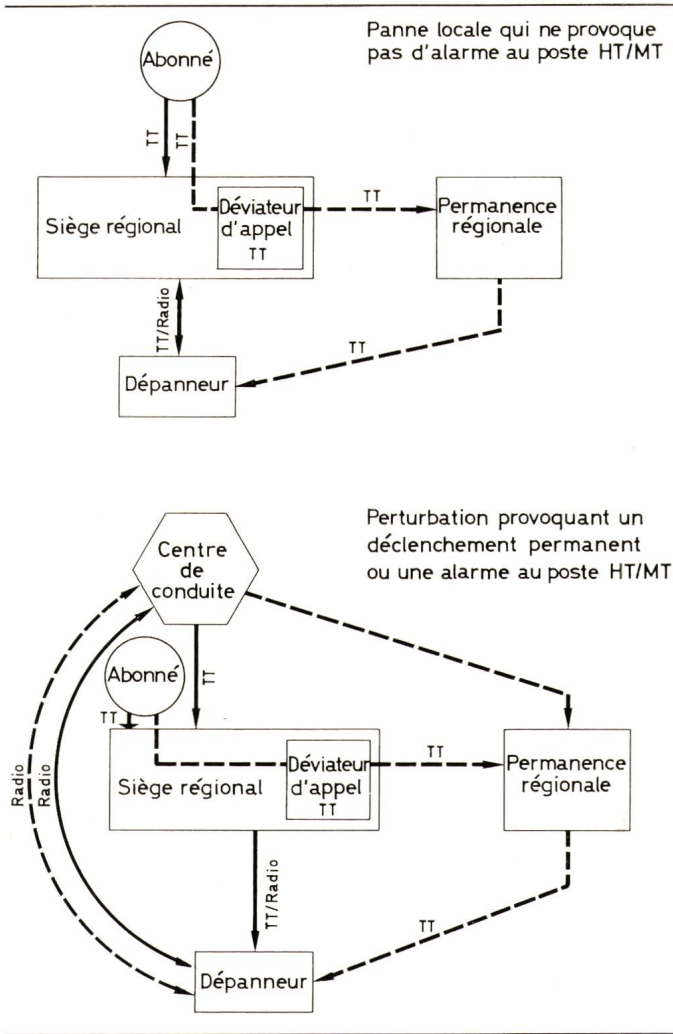 Panne locale qui ne provoque
pas d'alarme au poste HT/MT
Abonné
TT
TT
Siège régional
Déviateur
d'appel
TT
TT
Permanence
régionale
TT/Radio
TT
Dépanneur
Perturbation provoquant un
déclenchement permanent
ou une alarme au poste HT/MT
Centre
de
conduite
Abonné
TT
TT
Radio
Radio
Siège régional
Déviateur
d'appel
TT
TT
Permanence
régionale
TT/Radio
TT
Dépanneur